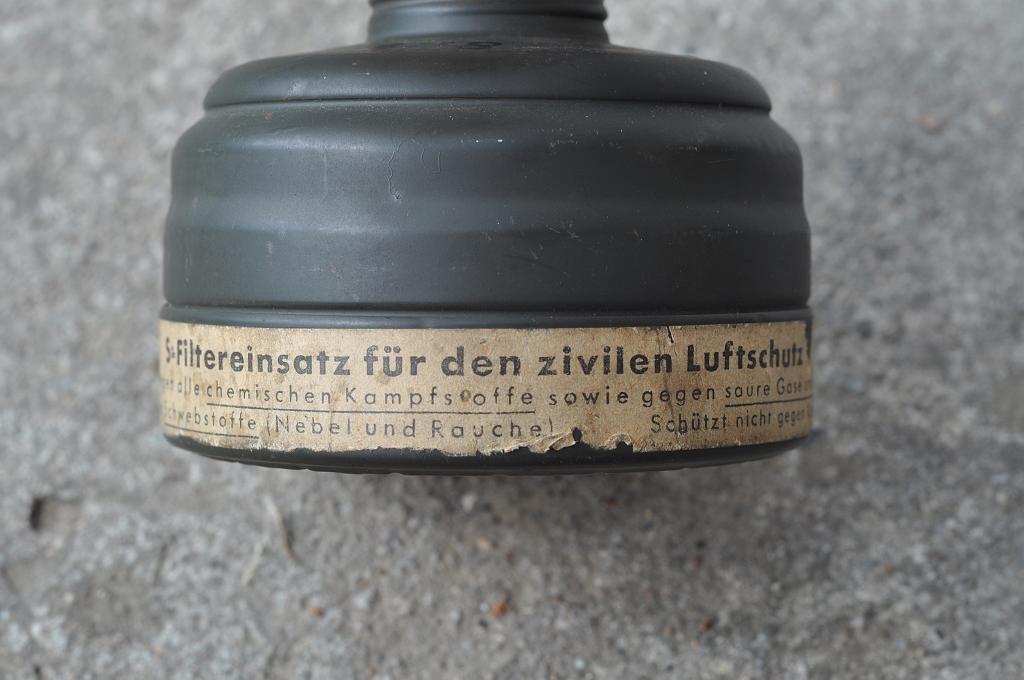 S-Filtereinsatz für den zivilen Luftschutz
alle chemischen Kampfstoffe sowie gegen saure Gase
Schwebstoffe (Nebel und Rauche) Schützt nicht gegen